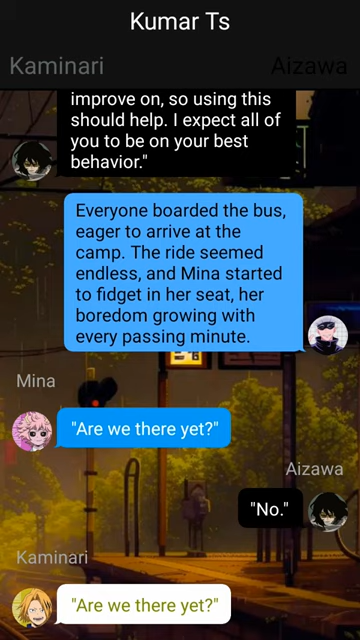 Kumar Ts
Kaminari
Aizawa
improve on, so using this
should help. I expect all of
you to be on your best
behavior."
Everyone boarded the bus,
eager to arrive at the
camp. The ride seemed
endless, and Mina started
to fidget in her seat, her
boredom growing with
every passing minute.
Mina
"Are we there yet?"
Aizawa
"No."
Kaminari
"Are we there yet?"